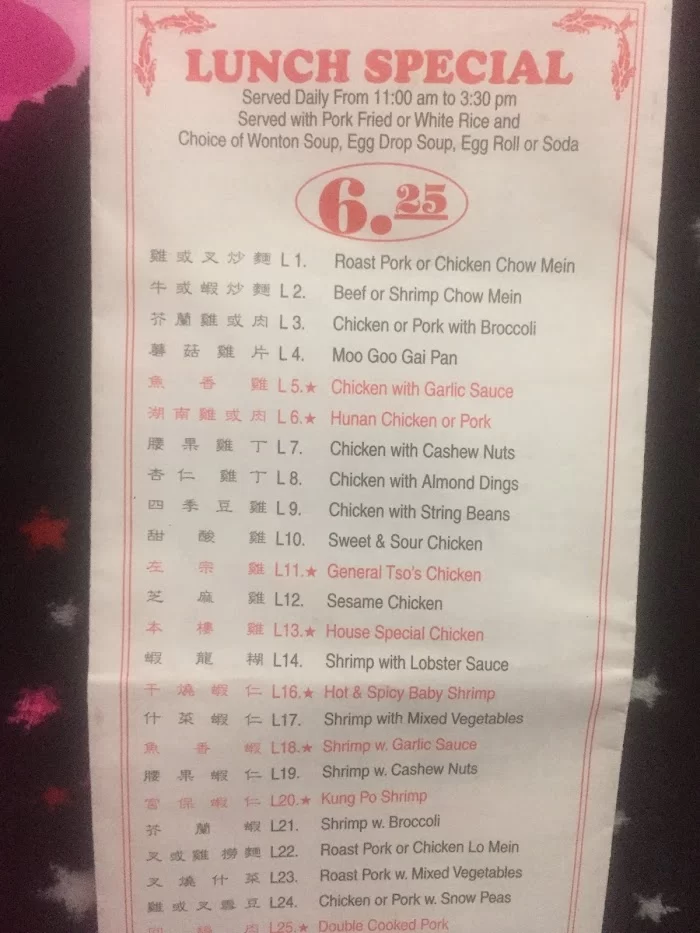 LUNCH SPECIAL
Served Daily From 11:00 am to 3:30 pm
Served with Pork Fried or White Rice and
Choice of Wonton Soup, Egg Drop Soup, Egg Roll or Soda
6.25
雞或叉炒麵 L 1. Roast Pork or Chicken Chow Mein
牛或蝦炒麵 L 2. Beef or Shrimp Chow Mein
芥蘭雞或肉 L 3. Chicken or Pork with Broccoli
蘑菇雞片 L 4. Moo Goo Gai Pan
魚香雞 L 5.★ Chicken with Garlic Sauce
湖南雞或肉 L 6.★ Hunan Chicken or Pork
腰果雞丁 L 7. Chicken with Cashew Nuts
杏仁雞丁 L 8. Chicken with Almond Dings
四季豆雞 L 9. Chicken with String Beans
甜酸雞 L10. Sweet & Sour Chicken
左宗雞 L11.★ General Tso's Chicken
芝麻雞 L12. Sesame Chicken
本樓雞 L13.★ House Special Chicken
蝦龍糊 L14. Shrimp with Lobster Sauce
干燒蝦仁 L16.★ Hot & Spicy Baby Shrimp
什菜蝦仁 L17. Shrimp with Mixed Vegetables
魚香蝦 L18.★ Shrimp w. Garlic Sauce
腰果蝦仁 L19. Shrimp w. Cashew Nuts
宮保蝦仁 L20.★ Kung Po Shrimp
芥蘭蝦 L21. Shrimp w. Broccoli
叉或雞撈麵 L22. Roast Pork or Chicken Lo Mein
叉燒什菜 L23. Roast Pork w. Mixed Vegetables
雞或叉雪豆 L24. Chicken or Pork w. Snow Peas
L25.★ Double Cooked Pork